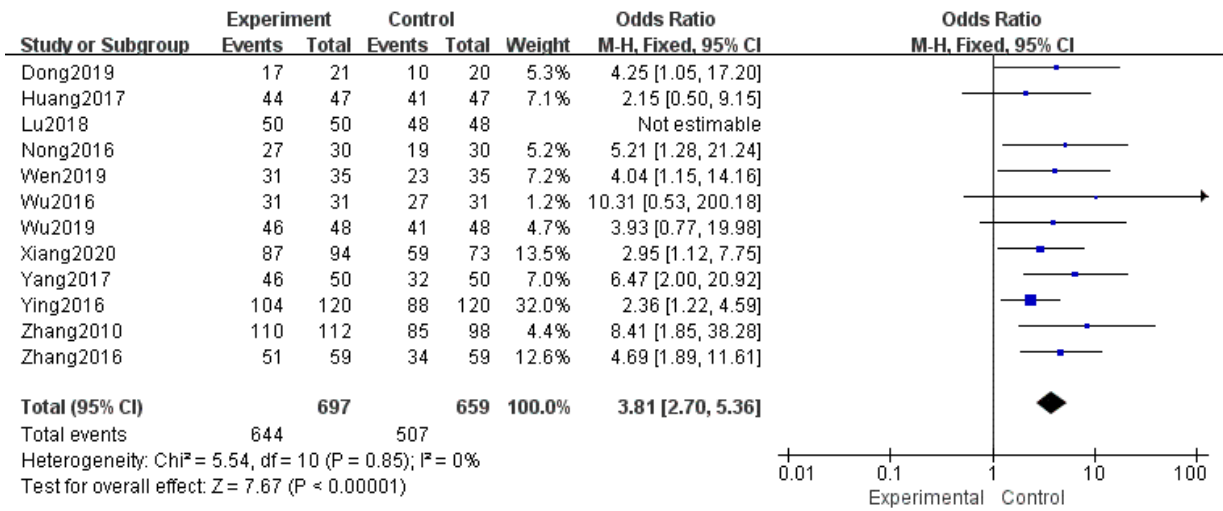 Experiment Control Odds Ratio Odds Ratio
Study or Subgroup Events Total Events Total Weight M-H, Fixed, 95% CI M-H, Fixed, 95% CI
Dong2019 17 21 10 20 5.3% 4.25 [1.05, 17.20]
Huang2017 44 47 41 47 7.1% 2.15 [0.50, 9.15]
Lu2018 50 50 48 48 Not estimable
Nong2016 27 30 19 30 5.2% 5.21 [1.28, 21.24]
Wen2019 31 35 23 35 7.2% 4.04 [1.15, 14.16]
Wu2016 31 31 27 31 1.2% 10.31 [0.53, 200.18]
Wu2019 46 48 41 48 4.7% 3.93 [0.77, 19.98]
Xiang2020 87 94 59 73 13.5% 2.95 [1.12, 7.75]
Yang2017 46 50 32 50 7.0% 6.47 [2.00, 20.92]
Ying2016 104 120 88 120 32.0% 2.36 [1.22, 4.59]
Zhang2010 110 112 85 98 4.4% 8.41 [1.85, 38.28]
Zhang2016 51 59 34 59 12.6% 4.69 [1.89, 11.61]
Total (95% CI) 697 659 100.0% 3.81 [2.70, 5.36]
Total events 644 507
Heterogeneity: Chi² = 5.54, df = 10 (P = 0.85); I² = 0%
Test for overall effect: Z = 7.67 (P < 0.00001)
0.01 0.1 1 10 100
Experimental Control